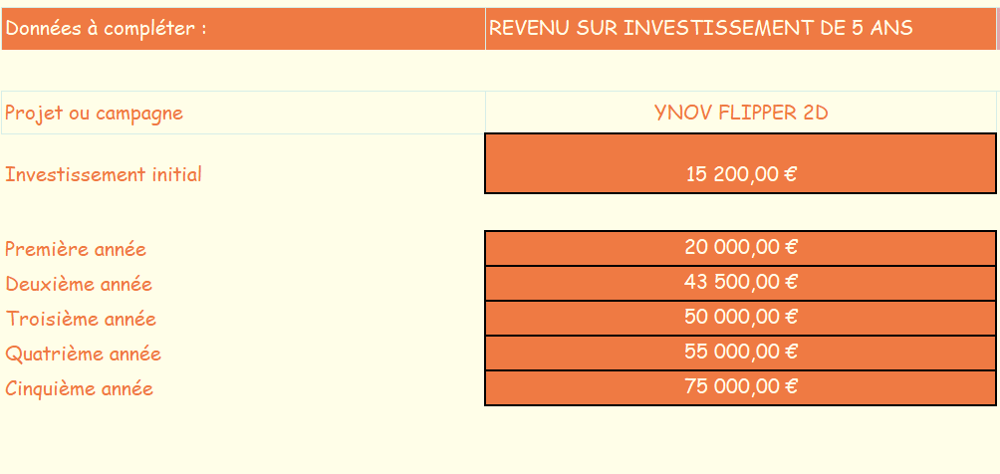 Données à compléter : REVENU SUR INVESTISSEMENT DE 5 ANS
Projet ou campagne YNOV FLIPPER 2D
Investissement initial 15 200,00 €
Première année 20 000,00 €
Deuxième année 43 500,00 €
Troisième année 50 000,00 €
Quatrième année 55 000,00 €
Cinquième année 75 000,00 €